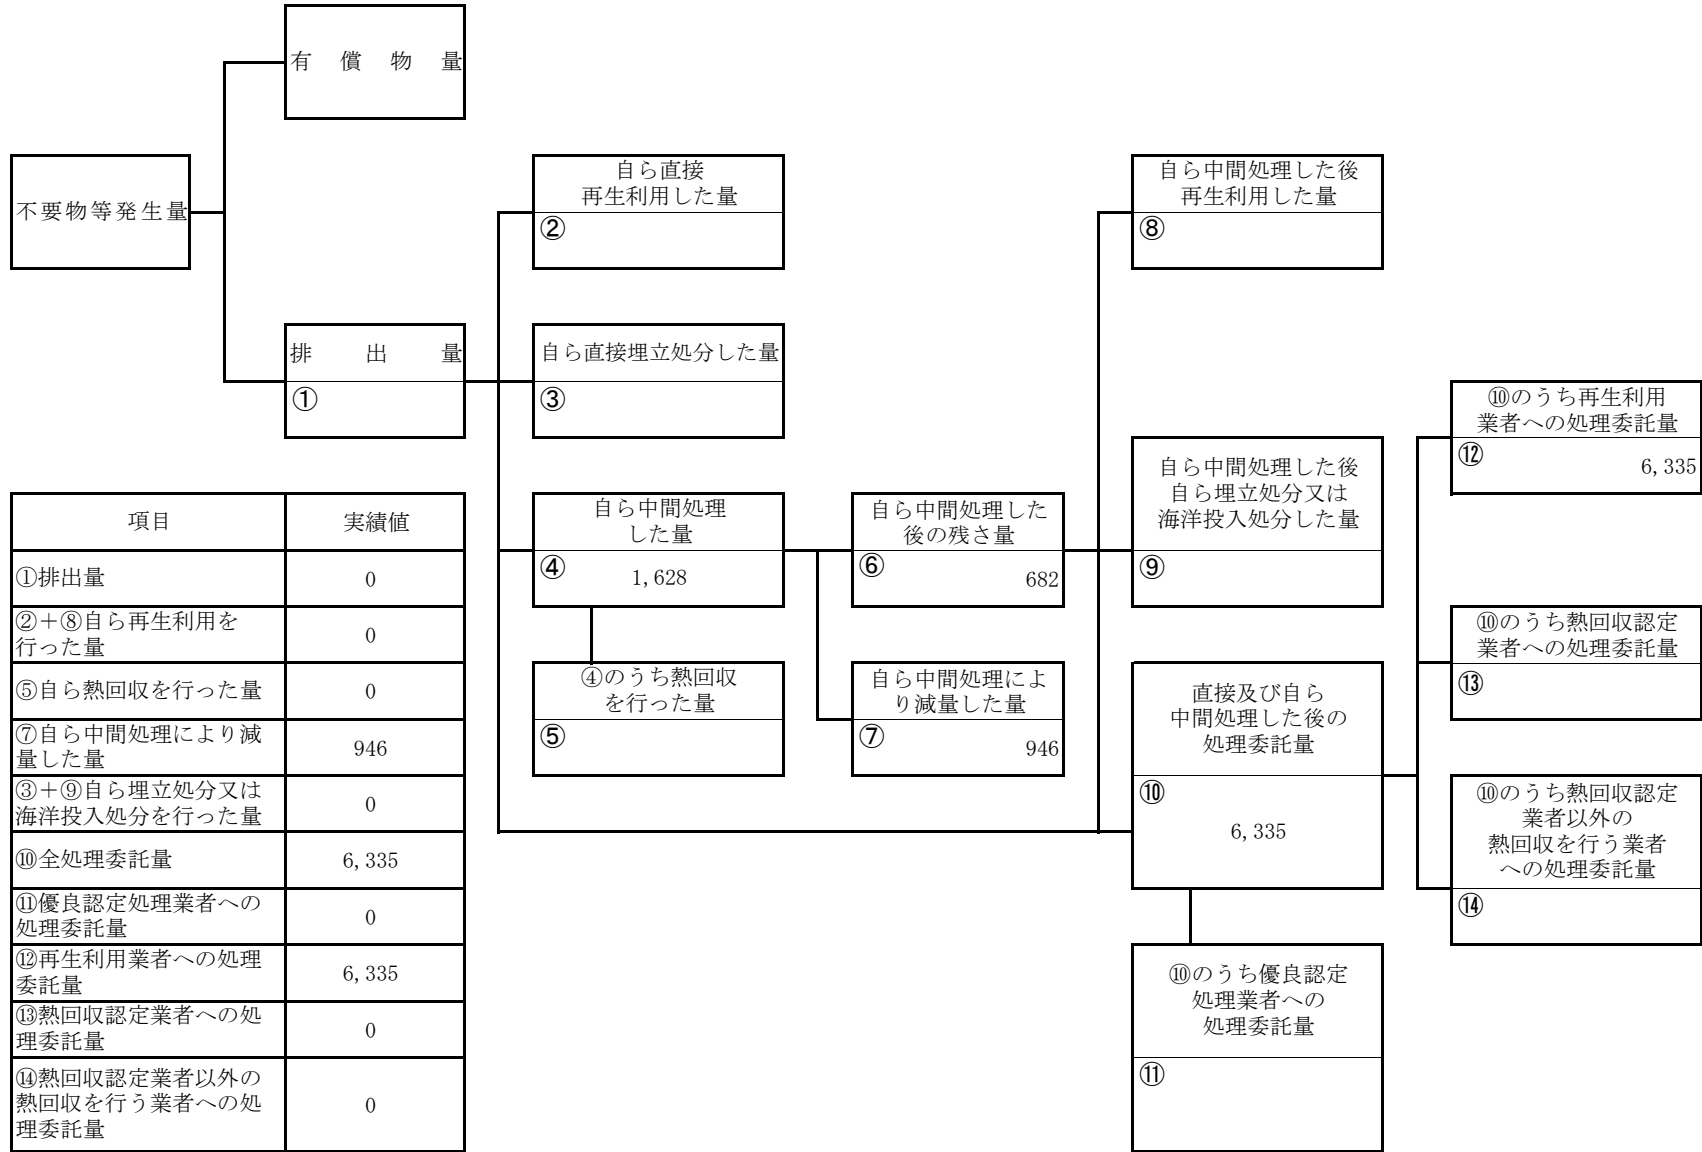 有償物量
不要物等発生量
自ら直接
再生利用した量
②
自ら中間処理した後
再生利用した量
⑧
排出量
①
自ら直接埋立処分した量
③
⑩のうち再生利用
業者への処理委託量
⑫ 6,335
自ら中間処理
した量
④ 1,628
自ら中間処理した
後の残さ量
⑥ 682
自ら中間処理した後
自ら埋立処分又は
海洋投入処分した量
⑨
⑩のうち熱回収認定
業者への処理委託量
⑬
④のうち熱回収
を行った量
⑤
自ら中間処理によ
り減量した量
⑦ 946
直接及び自ら
中間処理した後の
処理委託量
⑩
6,335
⑩のうち熱回収認定
業者以外の
熱回収を行う業者
への処理委託量
⑭
⑩のうち優良認定
処理業者への
処理委託量
⑪
項目 実績値
①排出量 0
②＋⑧自ら再生利用を
行った量 0
⑤自ら熱回収を行った量 0
⑦自ら中間処理により減
量した量 946
③＋⑨自ら埋立処分又は
海洋投入処分を行った量 0
⑩全処理委託量 6,335
⑪優良認定処理業者への
処理委託量 0
⑫再生利用業者への処理
委託量 6,335
⑬熱回収認定業者への処
理委託量 0
⑭熱回収認定業者以外の
熱回収を行う業者への処
理委託量 0